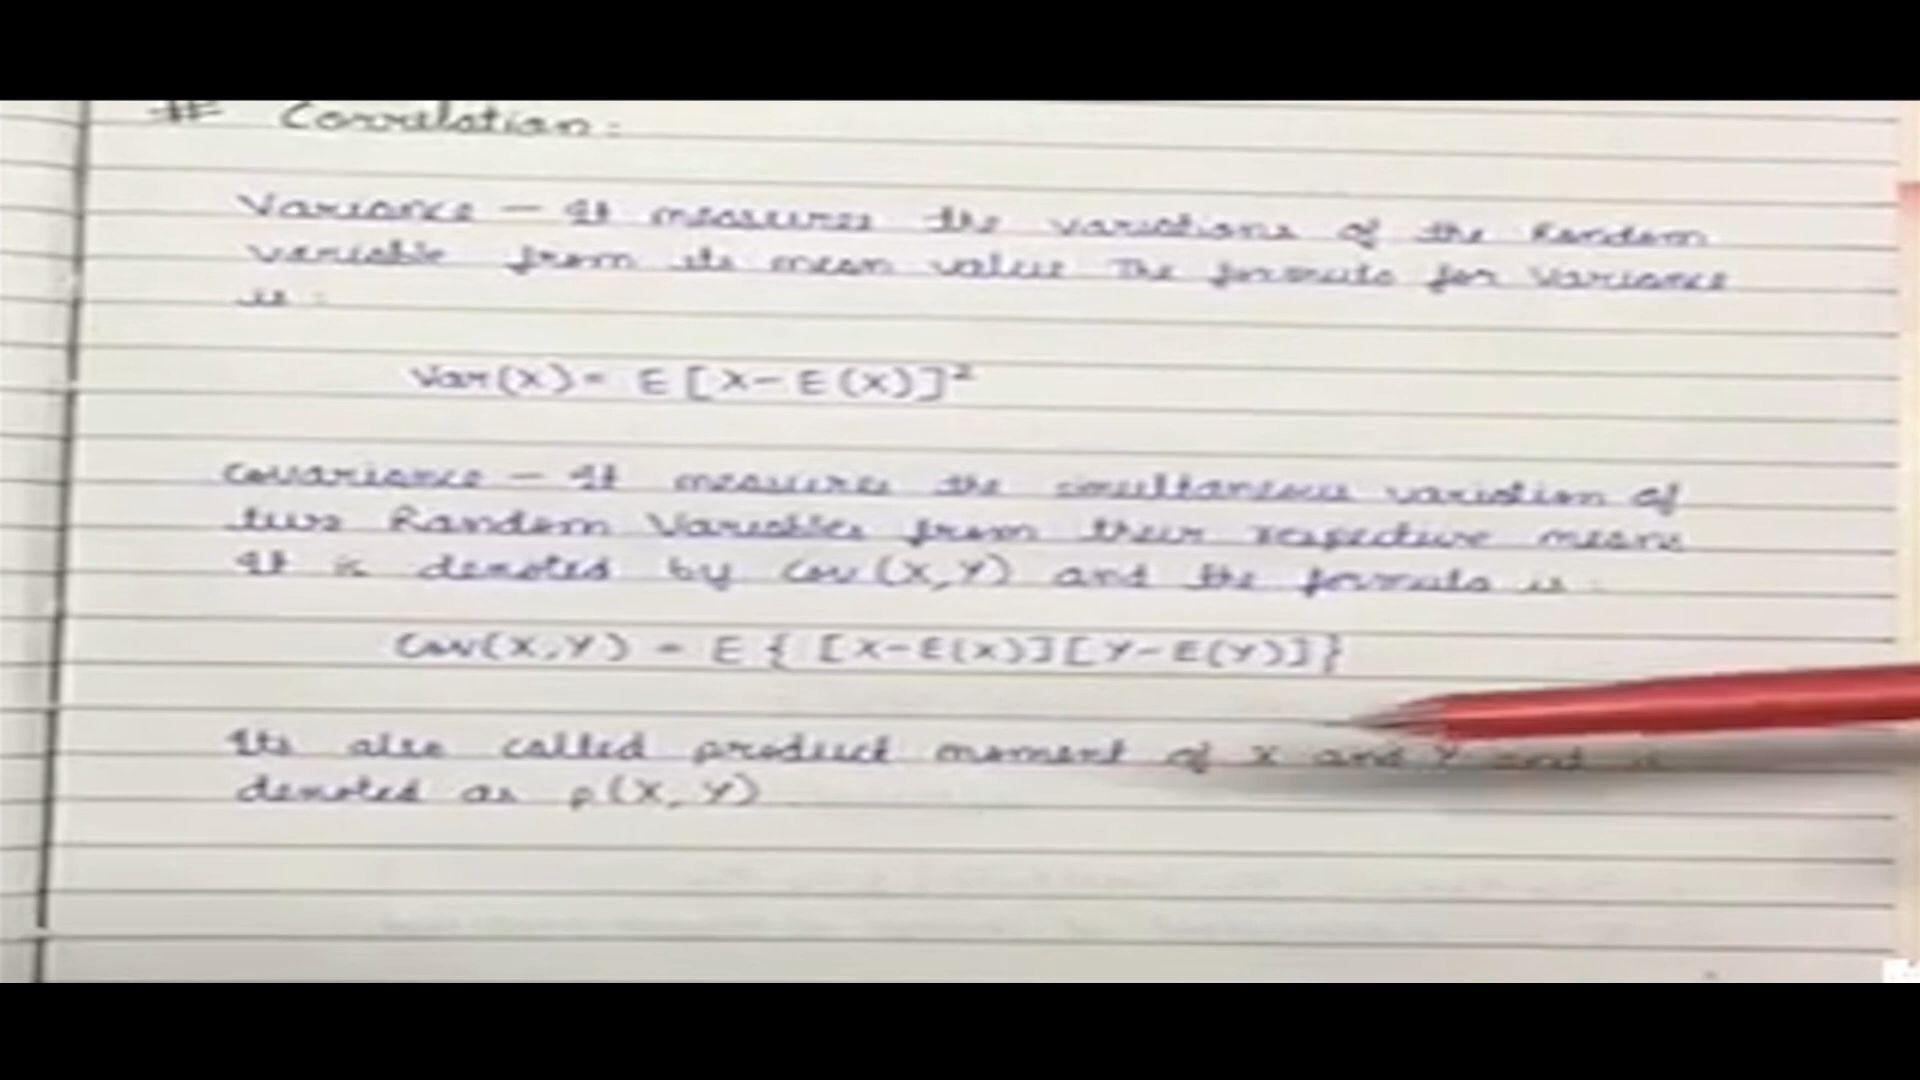 # Correlation:
Variance - It measures the variations of the Random
variable from its mean value The formula for Variance
is:
Var(X) = E[X-E(X)]²
Covariance - It measures the simultaneous variation of
two Random Variables from their respective means
It is denoted by Cov(X,Y) and the formula is:
Cov(X,Y) = E{[X-E(X)][Y-E(Y)]}
Its also called product moment of X and Y and is
denoted as p(X,Y)